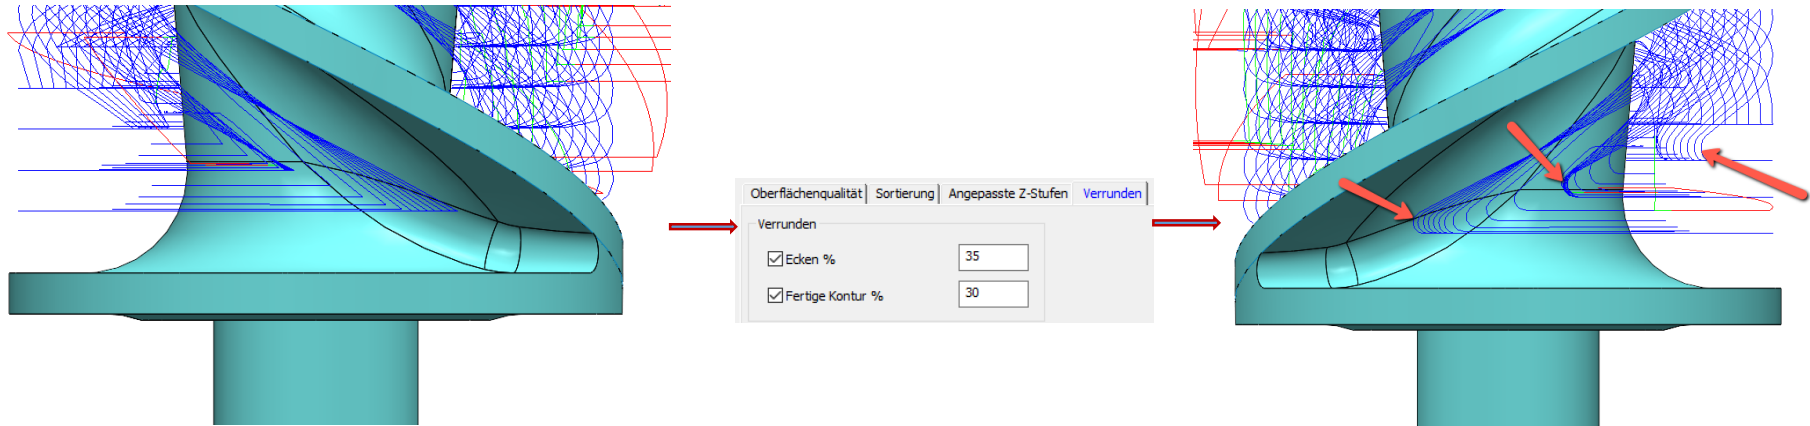 Oberflächenqualität Sortierung Angepasste Z-Stufen Verrunden
Verrunden
Ecken % 35
Fertige Kontur % 30